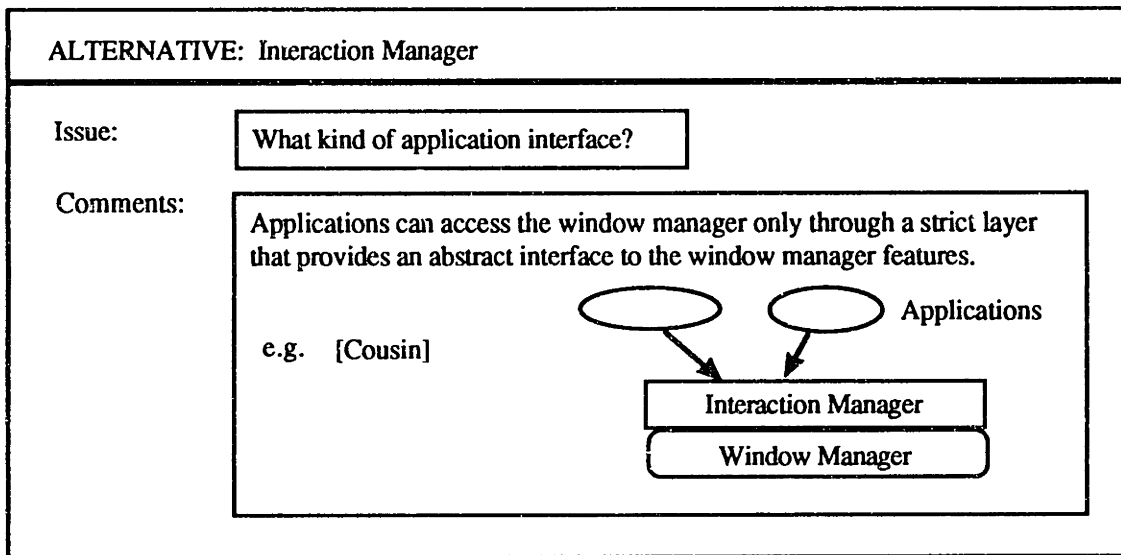 ALTERNATIVE: Interaction Manager
Issue:
What kind of application interface?
Comments:
Applications can access the window manager only through a strict layer
that provides an abstract interface to the window manager features.
Applications
e.g. [Cousin]
Interaction Manager
Window Manager